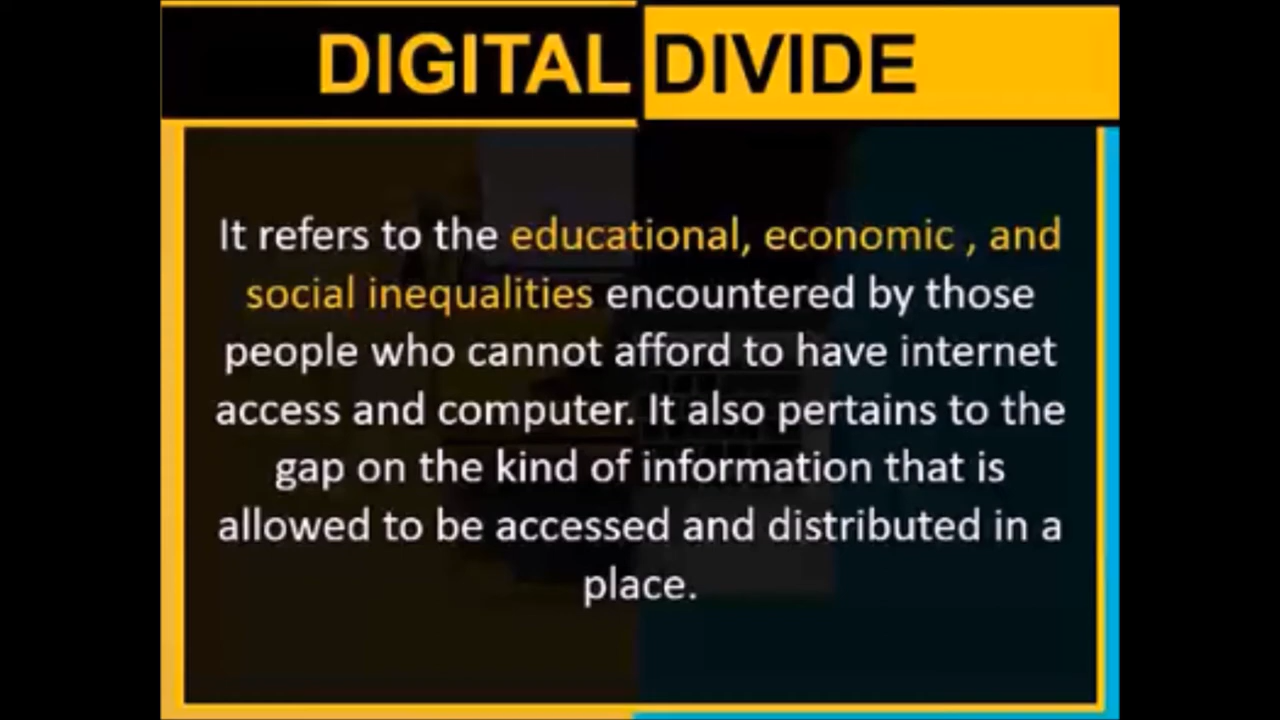 DIGITAL DIVIDE
It refers to the educational, economic , and
social inequalities encountered by those
people who cannot afford to have internet
access and computer. It also pertains to the
gap on the kind of information that is
allowed to be accessed and distributed in a
place.